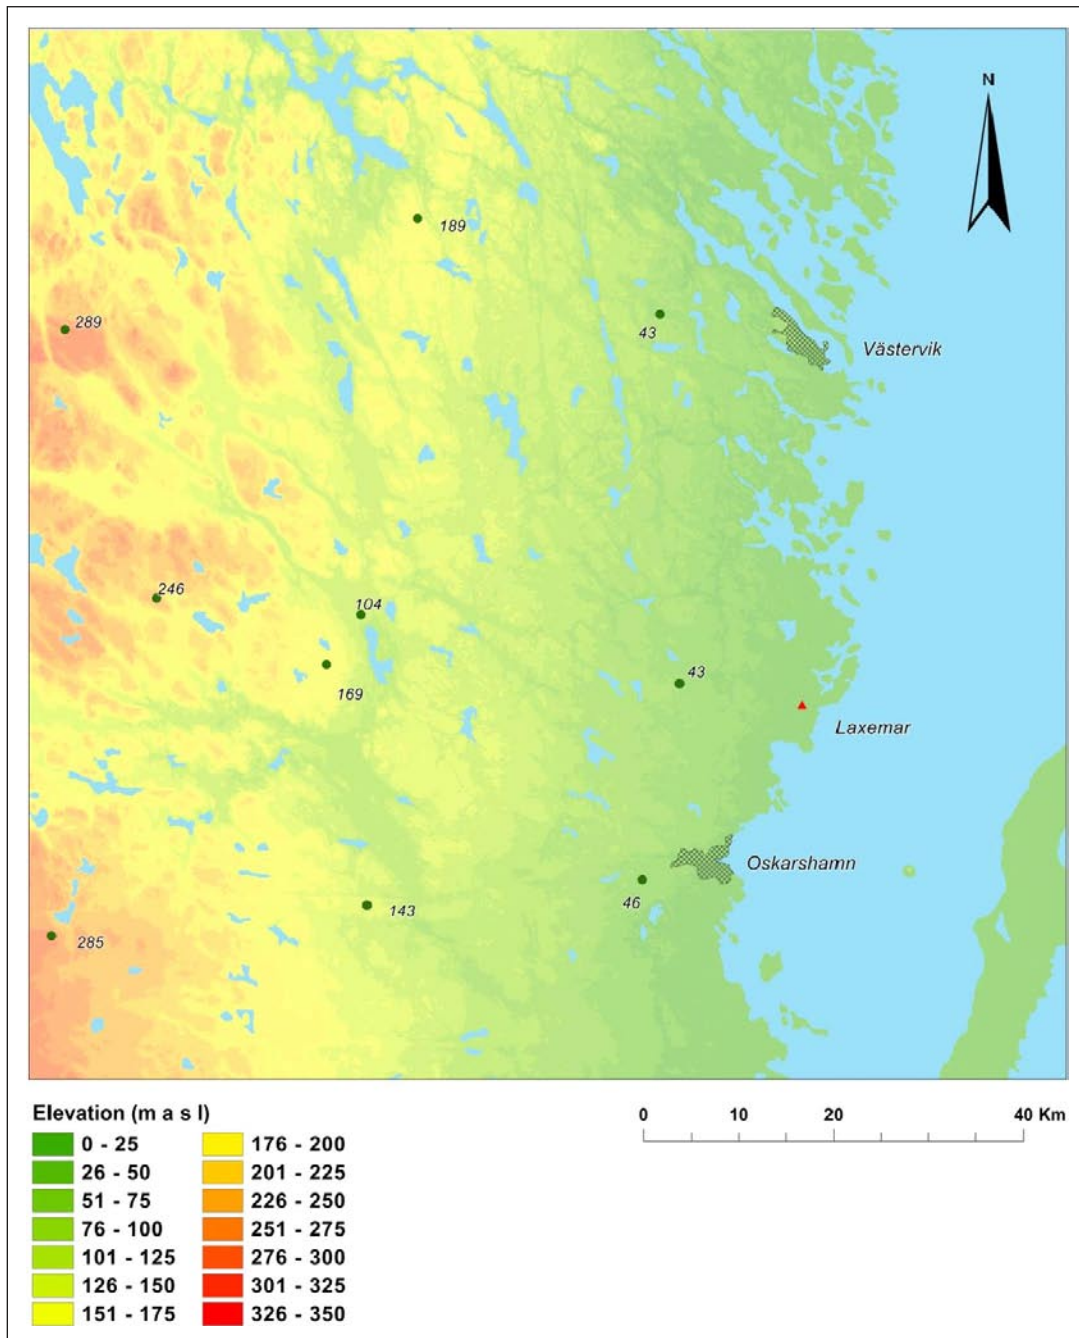 N
189
289
43
Västervik
246
104
169
43
Laxemar
Oskarshamn
46
143
285
Elevation (m a s l)
0 - 25
26 - 50
51 - 75
76 - 100
101 - 125
126 - 150
151 - 175
176 - 200
201 - 225
226 - 250
251 - 275
276 - 300
301 - 325
326 - 350
0 10 20 40 Km